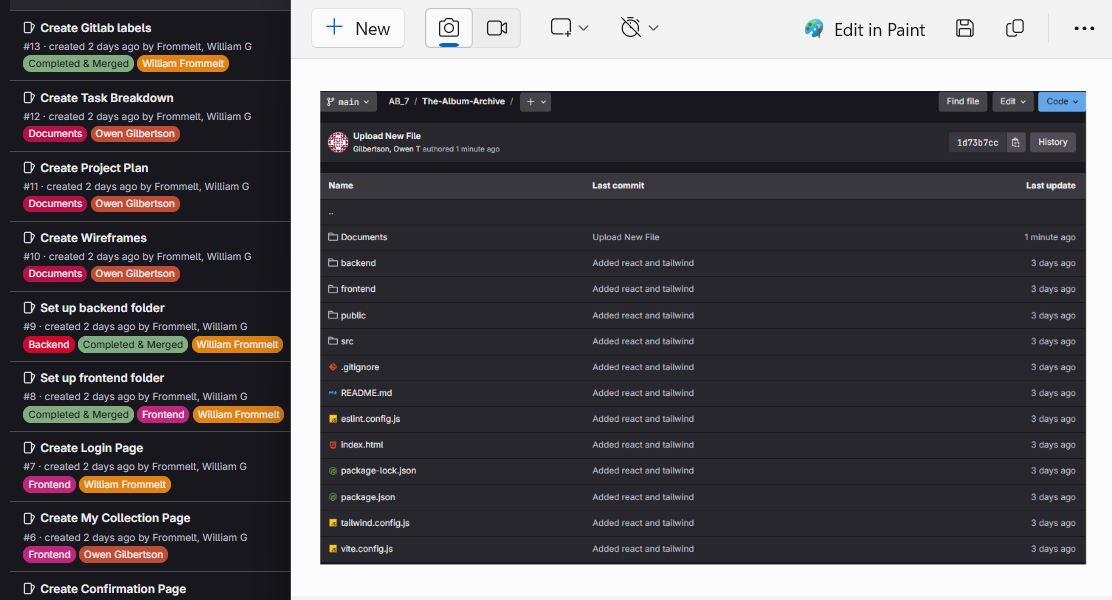 Create Gitlab labels
#13 · created 2 days ago by Frommelt, William G
Completed & Merged William Frommelt
Create Task Breakdown
#12 · created 2 days ago by Frommelt, William G
Documents Owen Gilbertson
Create Project Plan
#11 · created 2 days ago by Frommelt, William G
Documents Owen Gilbertson
Create Wireframes
#10 · created 2 days ago by Frommelt, William G
Documents Owen Gilbertson
Set up backend folder
#9 · created 2 days ago by Frommelt, William G
Backend Completed & Merged William Frommelt
Set up frontend folder
#8 · created 2 days ago by Frommelt, William G
Completed & Merged Frontend William Frommelt
Create Login Page
#7 · created 2 days ago by Frommelt, William G
Frontend William Frommelt
Create My Collection Page
#6 · created 2 days ago by Frommelt, William G
Frontend Owen Gilbertson
Create Confirmation Page
New Edit in Paint
main AB_7 / The-Album-Archive / + Find file Edit Code
Upload New File
Gilbertson, Owen T authored 1 minute ago
1d73b7cc History
Name Last commit Last update
..
Documents Upload New File 1 minute ago
backend Added react and tailwind 3 days ago
frontend Added react and tailwind 3 days ago
public Added react and tailwind 3 days ago
src Added react and tailwind 3 days ago
.gitignore Added react and tailwind 3 days ago
README.md Added react and tailwind 3 days ago
eslint.config.js Added react and tailwind 3 days ago
index.html Added react and tailwind 3 days ago
package-lock.json Added react and tailwind 3 days ago
package.json Added react and tailwind 3 days ago
tailwind.config.js Added react and tailwind 3 days ago
vite.config.js Added react and tailwind 3 days ago